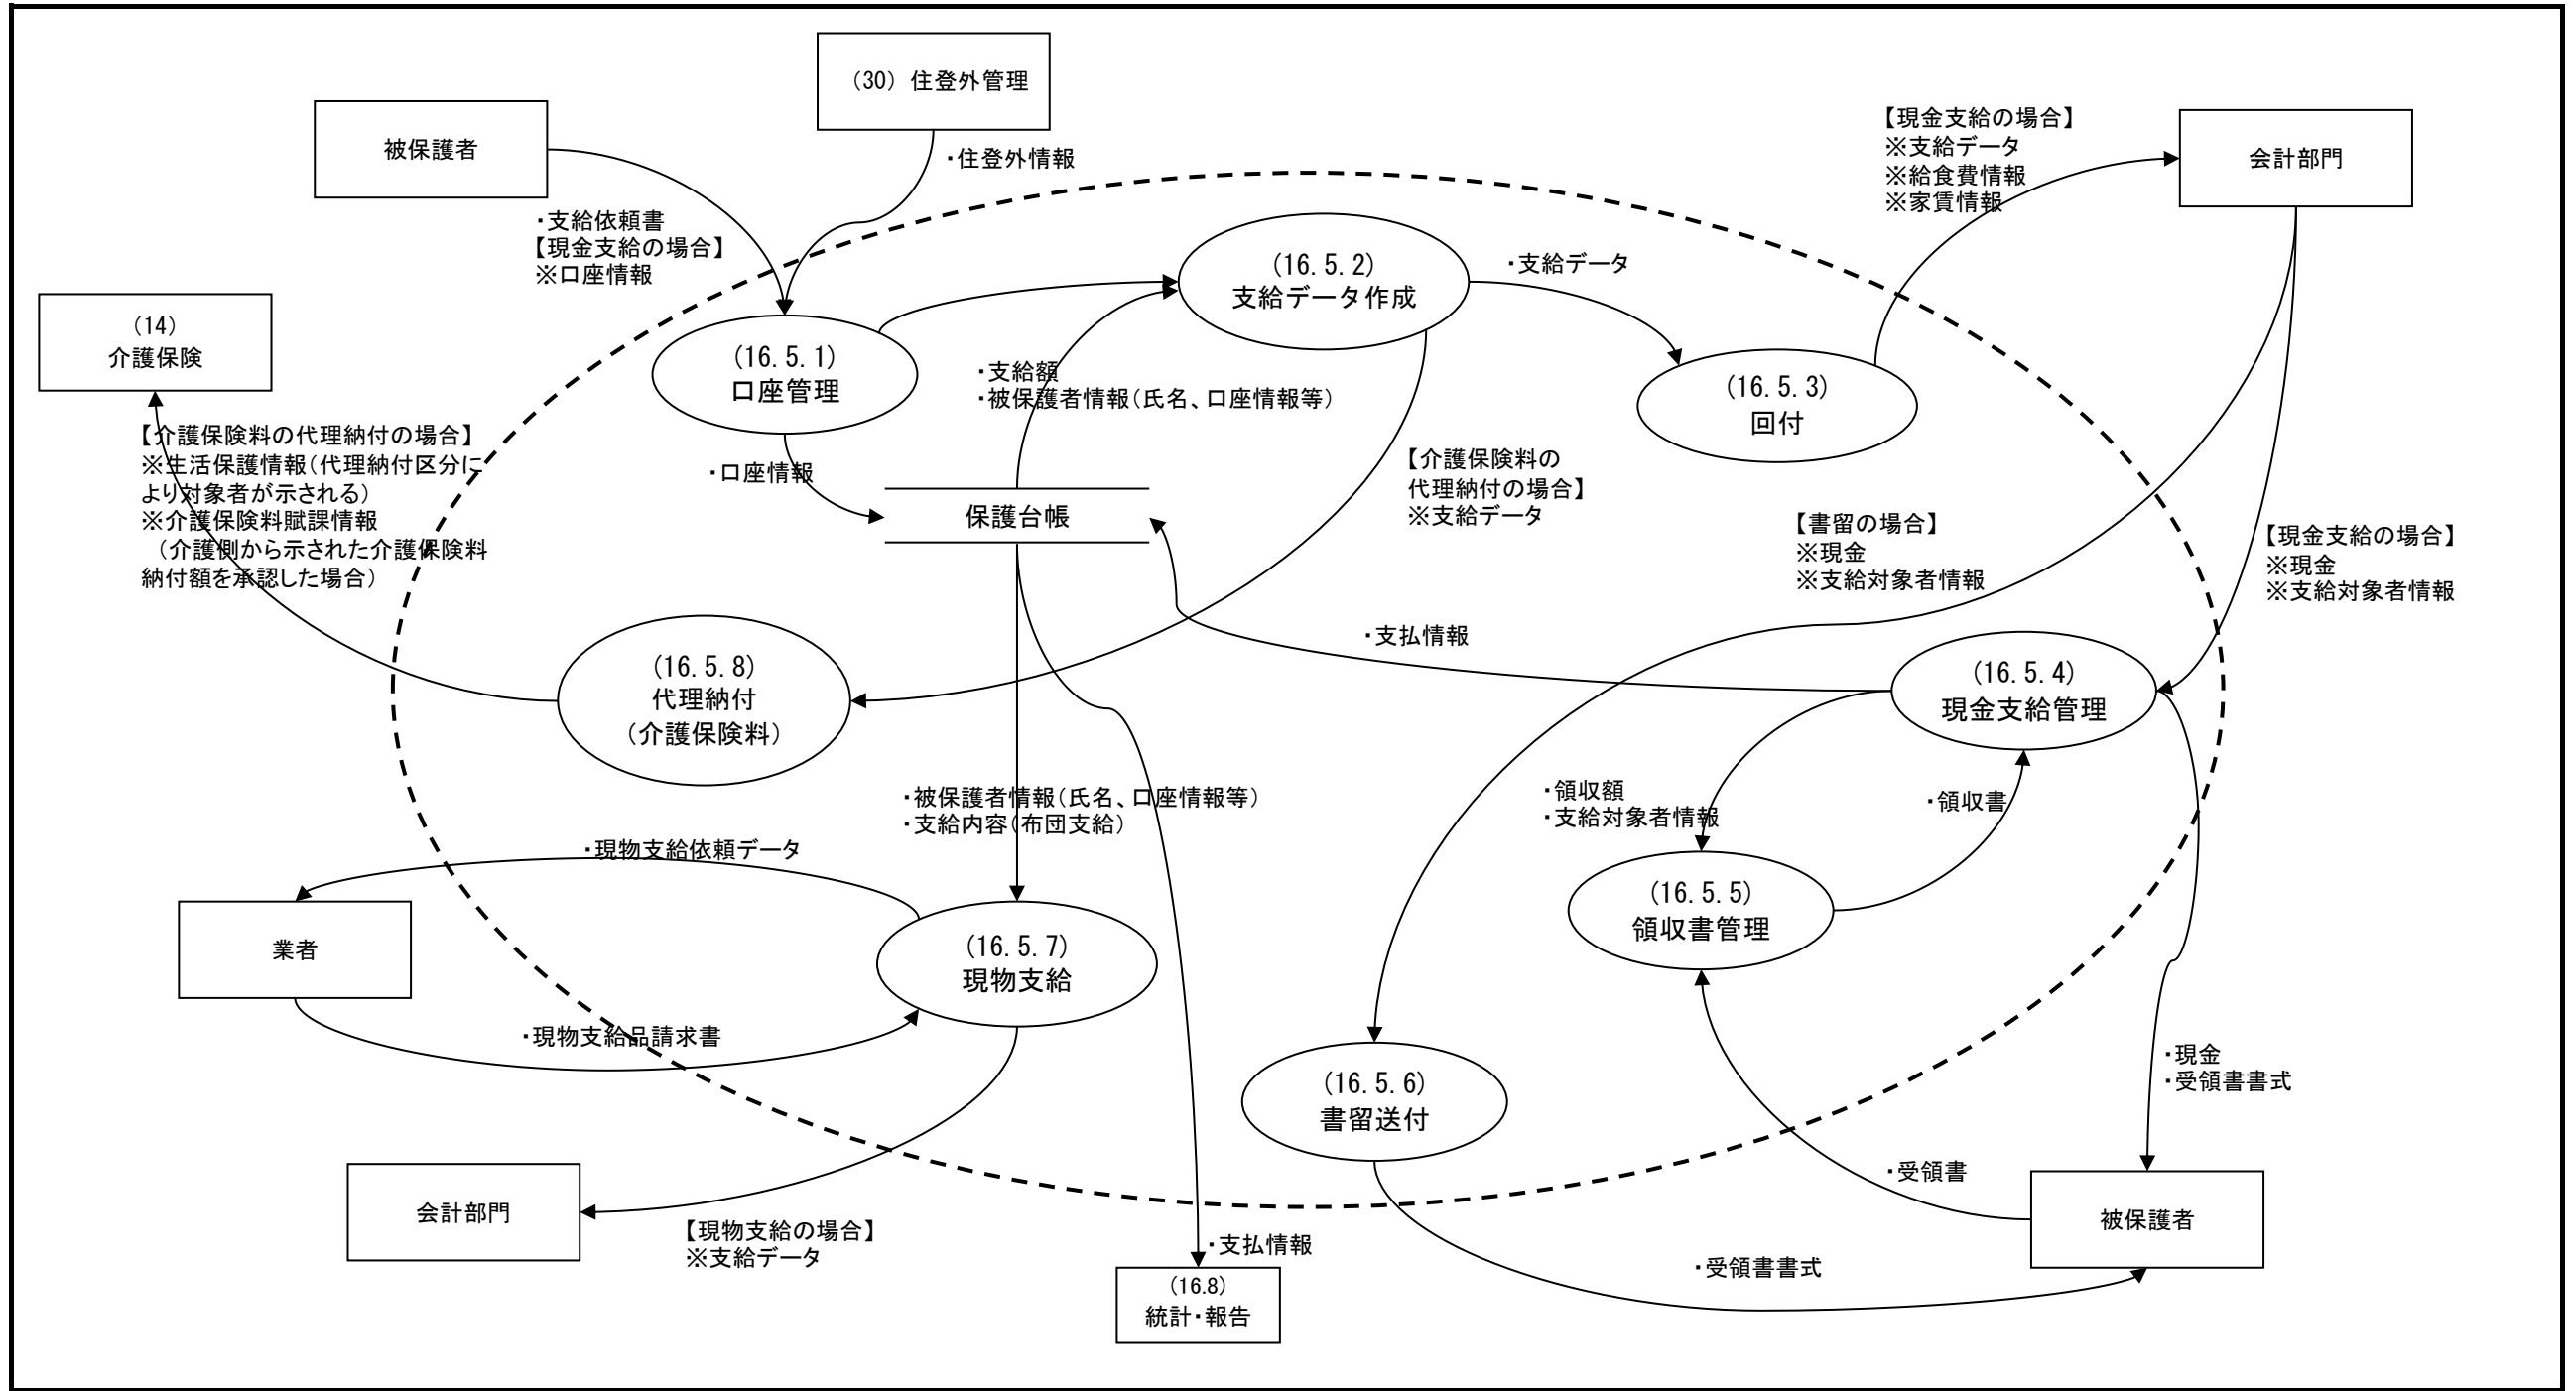 （30）住登外管理
被保護者
・住登外情報
【現金支給の場合】
※支給データ
※給食費情報
※家賃情報
会計部門
・支給依頼書
【現金支給の場合】
※口座情報
(16.5.2)
支給データ作成
・支給データ
（14）
介護保険
(16.5.1)
口座管理
・支給額
・被保護者情報（氏名、口座情報等）
(16.5.3)
回付
【介護保険料の代理納付の場合】
※生活保護情報（代理納付区分に
より対象者が示される）
※介護保険料賦課情報
（介護側から示された介護保険料
納付額を承認した場合）
・口座情報
保護台帳
【介護保険料の
代理納付の場合】
※支給データ
【書留の場合】
※現金
※支給対象者情報
【現金支給の場合】
※現金
※支給対象者情報
・支払情報
(16.5.8)
代理納付
（介護保険料）
(16.5.4)
現金支給管理
・被保護者情報（氏名、口座情報等）
・支給内容（布団支給）
・領収額
・支給対象者情報
・領収書
・現物支給依頼データ
業者
(16.5.7)
現物支給
(16.5.5)
領収書管理
・現物支給品請求書
(16.5.6)
書留送付
・現金
・受領書書式
会計部門
【現物支給の場合】
※支給データ
・支払情報
・受領書
被保護者
・受領書書式
（16.8）
統計・報告